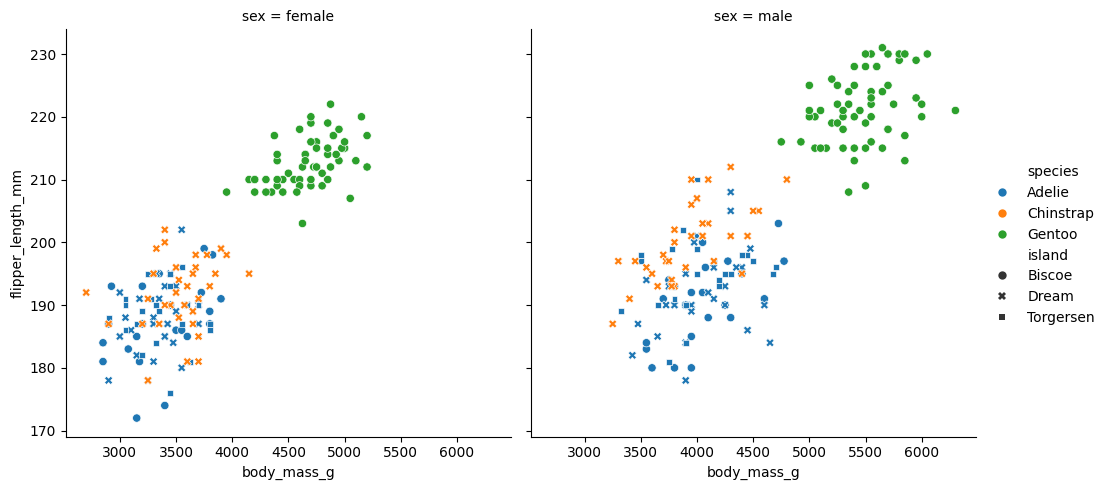 sex = female
sex = male
flipper_length_mm
230
220
210
200
190
180
170
3000 3500 4000 4500 5000 5500 6000
body_mass_g
3000 3500 4000 4500 5000 5500 6000
body_mass_g
species
Adelie
Chinstrap
Gentoo
island
Biscoe
Dream
Torgersen